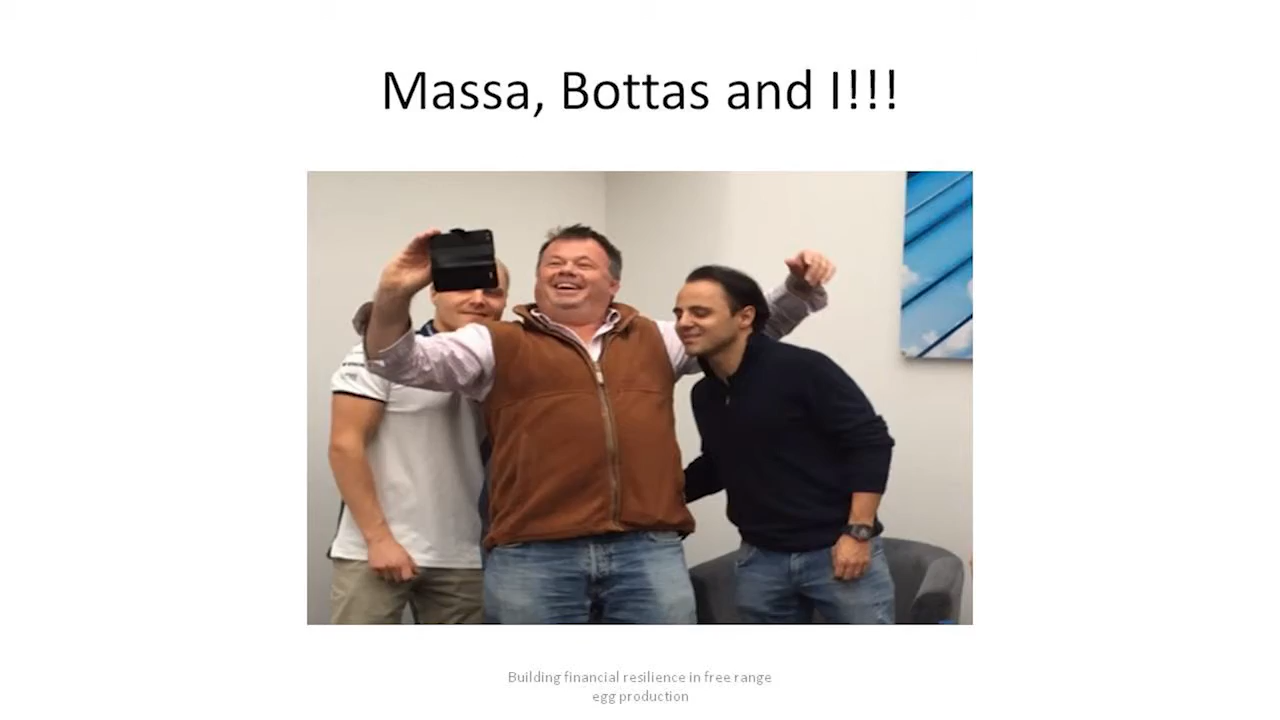 Massa, Bottas and I!!!
Building financial resilience in free range
egg production